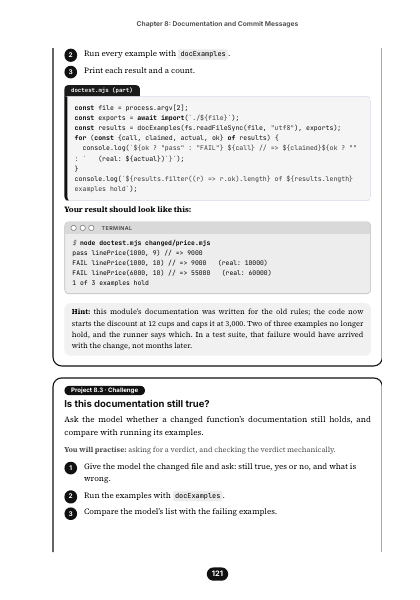 Chapter 8: Documentation and Commit Messages
2 Run every example with docExamples.
3 Print each result and a count.
doctest.mjs (part)
const file = process.argv[2];
const exports = await import(`./${file}`);
const results = docExamples(fs.readFileSync(file, "utf8"), exports);
for (const {call, claimed, actual, ok} of results) {
console.log(`${ok ? "pass" : "FAIL"} ${call} // => ${claimed}${ok ? ""
: `   (real: ${actual})`}`);
}
console.log(`${results.filter((r) => r.ok).length} of ${results.length}
examples hold`);
Your result should look like this:
TERMINAL
$ node doctest.mjs changed/price.mjs
pass linePrice(1000, 9) // => 9000
FAIL linePrice(1000, 10) // => 9000   (real: 10000)
FAIL linePrice(6000, 10) // => 55000   (real: 60000)
1 of 3 examples hold
Hint: this module's documentation was written for the old rules; the code now
starts the discount at 12 cups and caps it at 3,000. Two of three examples no longer
hold, and the runner says which. In a test suite, that failure would have arrived
with the change, not months later.
Project 8.3 · Challenge
Is this documentation still true?
Ask the model whether a changed function's documentation still holds, and
compare with running its examples.
You will practise: asking for a verdict, and checking the verdict mechanically.
1 Give the model the changed file and ask: still true, yes or no, and what is
wrong.
2 Run the examples with docExamples.
3 Compare the model's list with the failing examples.
121